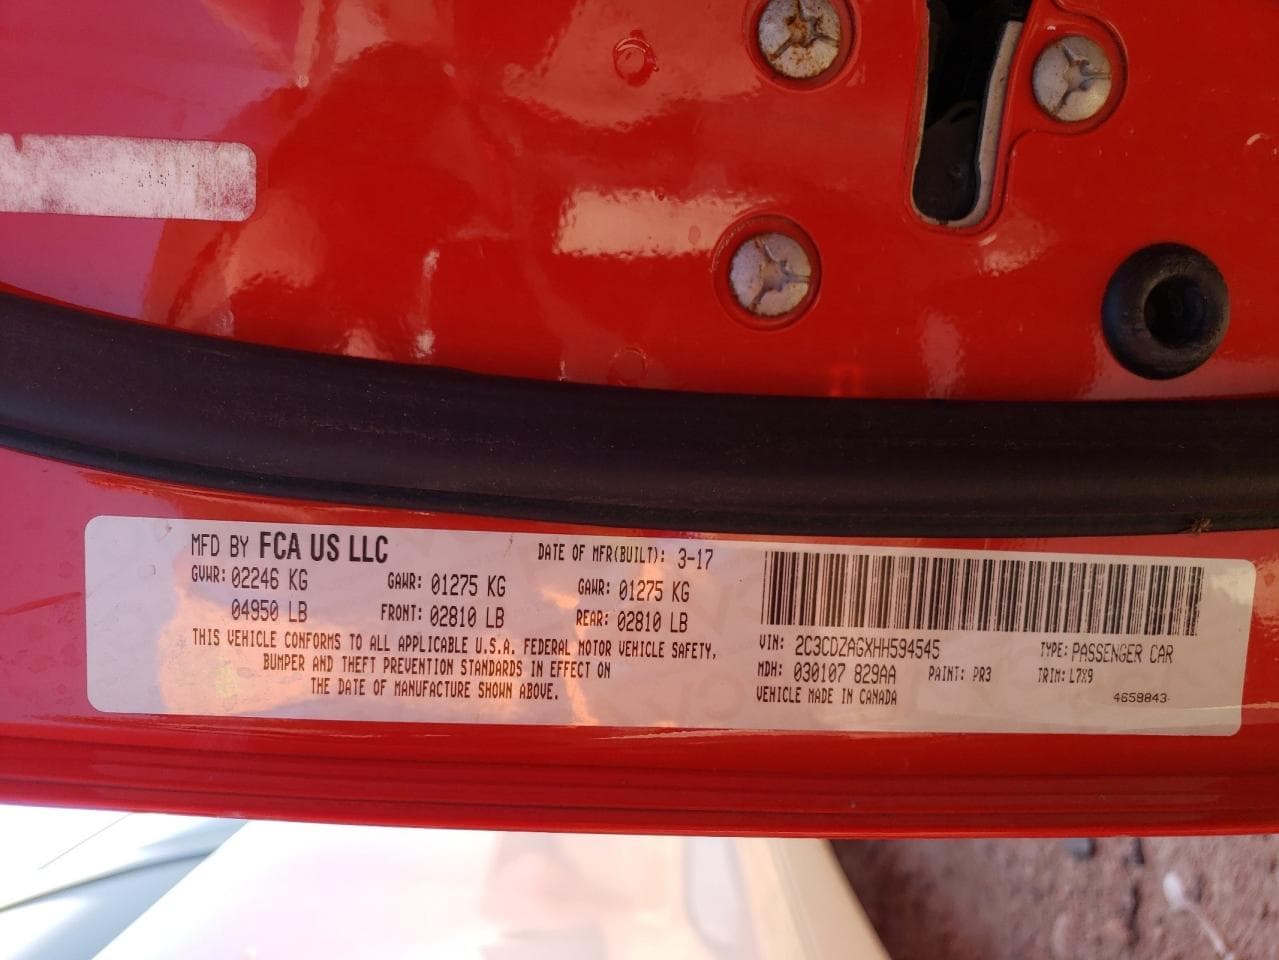 MFD BY FCA US LLC DATE OF MFR(BUILT): 3-17
GVWR: 02246 KG GAWR: 01275 KG GAWR: 01275 KG
04950 LB FRONT: 02810 LB REAR: 02810 LB
THIS VEHICLE CONFORMS TO ALL APPLICABLE U.S.A. FEDERAL MOTOR VEHICLE SAFETY,
BUMPER AND THEFT PREVENTION STANDARDS IN EFFECT ON
THE DATE OF MANUFACTURE SHOWN ABOVE.
VIN: 2C3CDZAGXHH594545 TYPE: PASSENGER CAR
MDH: 030107 829AA PAINT: PR3 TRIM: L7X9
VEHICLE MADE IN CANADA 4659843